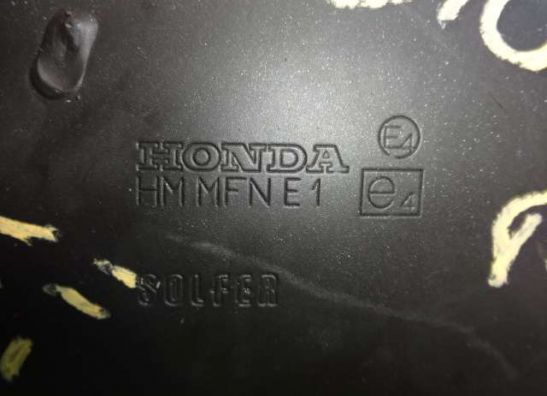 E4
HONDA
HM MFN E1 e4
SOLFER